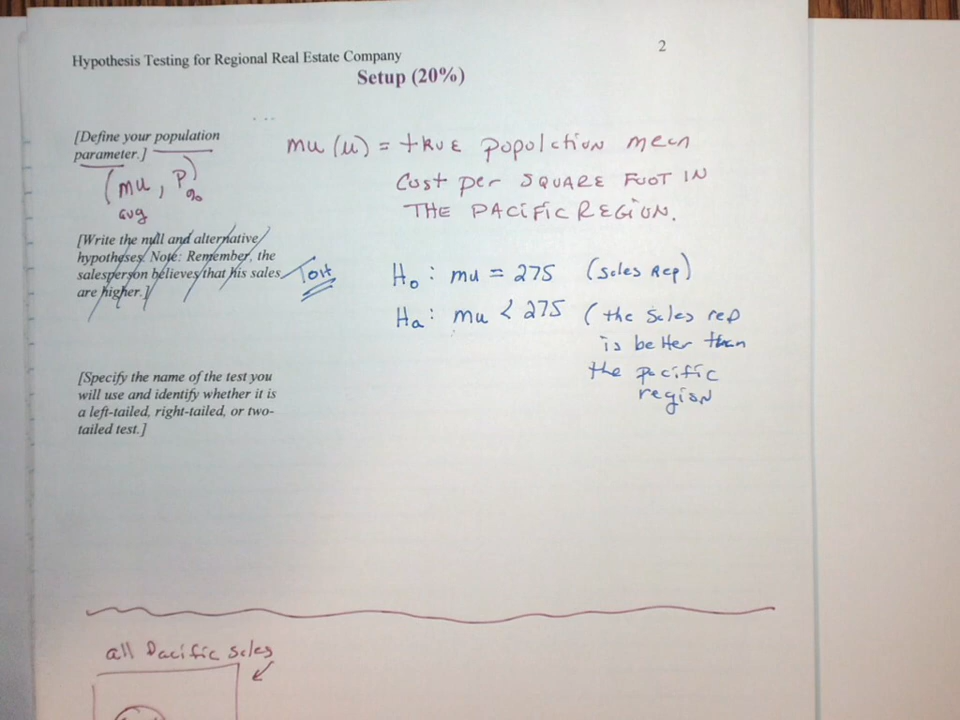 2
Hypothesis Testing for Regional Real Estate Company
Setup (20%)
[Define your population
parameter.]
(mu, P)
avg %
mu (u) = tRUE popolction mean
Cost per SQUARE FOOT IN
THE PACIFIC REGION.
[Write the null and alternative
hypotheses. Note: Remember, the
salesperson believes that his sales
are higher.]
Ho: mu = 275 (sales Rep)
Ha: mu < 275 (the Sales rep
is better than
the pacific
region
[Specify the name of the test you
will use and identify whether it is
a left-tailed, right-tailed, or two-
tailed test.]
all Pacific sales